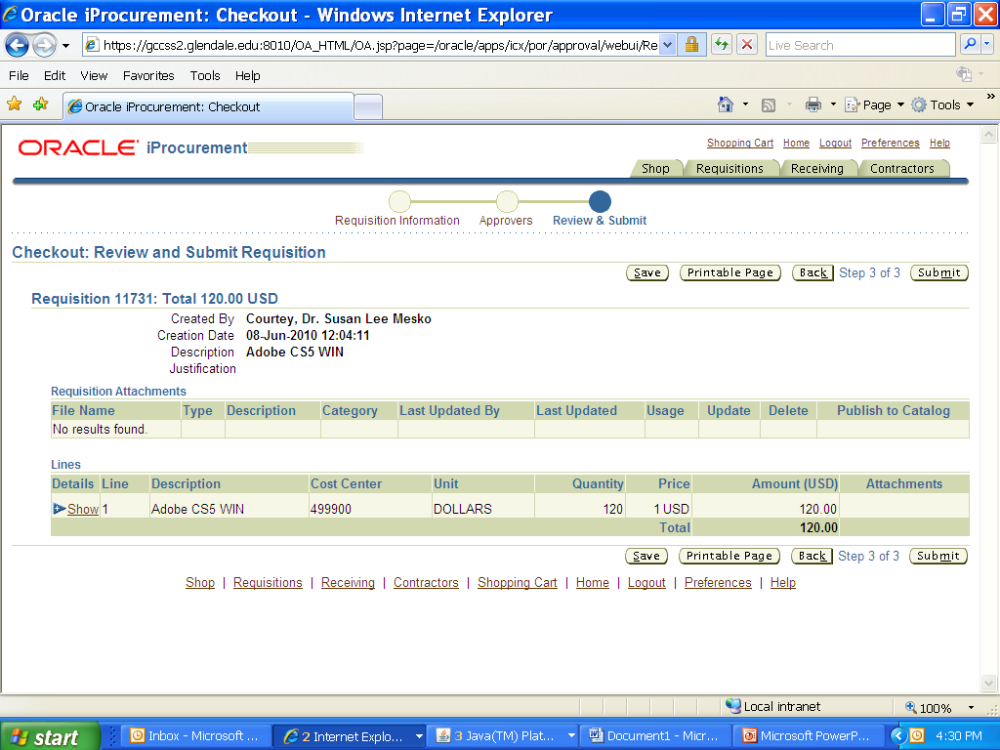 Oracle iProcurement: Checkout - Windows Internet Explorer
https://gccss2.glendale.edu:8010/OA_HTML/OA.jsp?page=/oracle/apps/icx/por/approval/webui/Re
Live Search
File Edit View Favorites Tools Help
Oracle iProcurement: Checkout
Page Tools »
ORACLE iProcurement
Shopping Cart Home Logout Preferences Help
Shop Requisitions Receiving Contractors
Requisition Information Approvers Review & Submit
Checkout: Review and Submit Requisition
Save Printable Page Back Step 3 of 3 Submit
Requisition 11731: Total 120.00 USD
Created By Courtey, Dr. Susan Lee Mesko
Creation Date 08-Jun-2010 12:04:11
Description Adobe CS5 WIN
Justification
Requisition Attachments
File Name Type Description Category Last Updated By Last Updated Usage Update Delete Publish to Catalog
No results found.
Lines
Details Line Description Cost Center Unit Quantity Price Amount (USD) Attachments
Show 1 Adobe CS5 WIN 499900 DOLLARS 120 1 USD 120.00
Total 120.00
Save Printable Page Back Step 3 of 3 Submit
Shop | Requisitions | Receiving | Contractors | Shopping Cart | Home | Logout | Preferences | Help
Local intranet 100%
start Inbox - Microsoft ... 2 Internet Explo... 3 Java(TM) Plat... Document1 - Micr... Microsoft PowerP... 4:30 PM